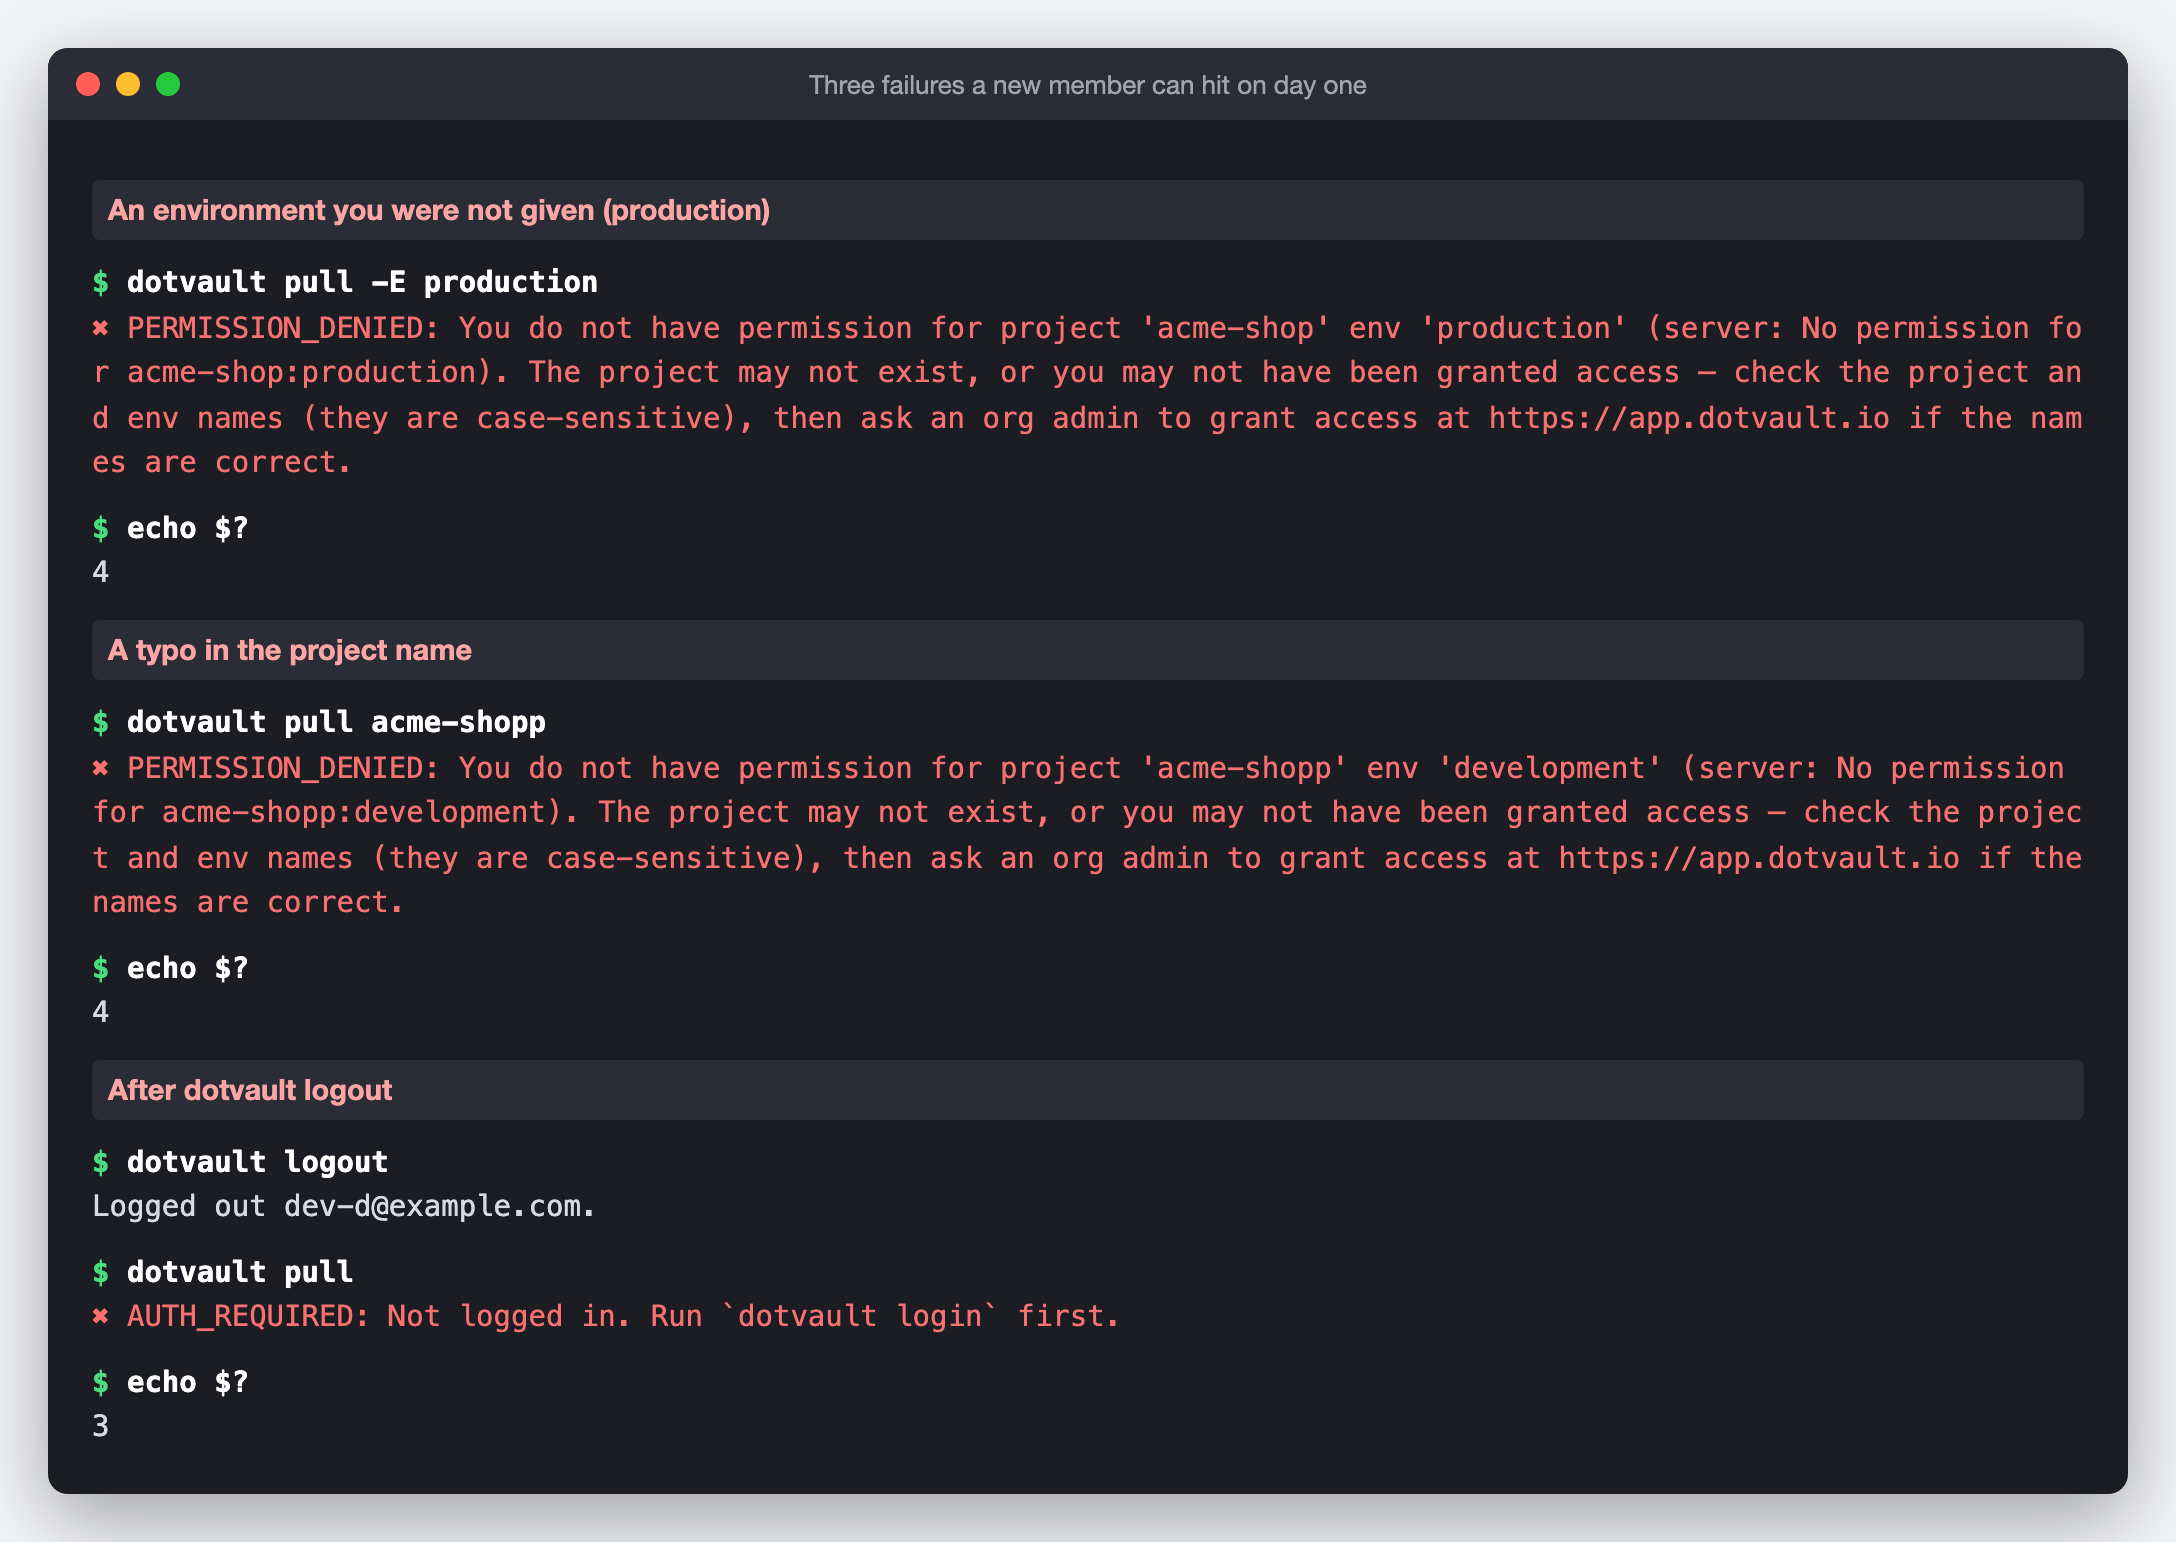 Three failures a new member can hit on day one
An environment you were not given (production)
$ dotvault pull -E production
✖ PERMISSION_DENIED: You do not have permission for project 'acme-shop' env 'production' (server: No permission fo
r acme-shop:production). The project may not exist, or you may not have been granted access — check the project an
d env names (they are case-sensitive), then ask an org admin to grant access at https://app.dotvault.io if the nam
es are correct.
$ echo $?
4
A typo in the project name
$ dotvault pull acme-shopp
✖ PERMISSION_DENIED: You do not have permission for project 'acme-shopp' env 'development' (server: No permission
for acme-shopp:development). The project may not exist, or you may not have been granted access — check the projec
t and env names (they are case-sensitive), then ask an org admin to grant access at https://app.dotvault.io if the
names are correct.
$ echo $?
4
After dotvault logout
$ dotvault logout
Logged out dev-d@example.com.
$ dotvault pull
✖ AUTH_REQUIRED: Not logged in. Run `dotvault login` first.
$ echo $?
3